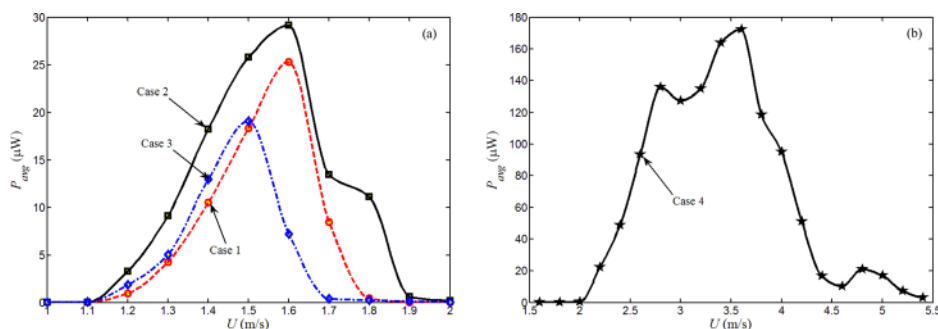 30
25
20
15
10
5
0
P avg (μW)
(a)
Case 2
Case 3
Case 1
1 1.1 1.2 1.3 1.4 1.5 1.6 1.7 1.8 1.9 2
U (m/s)
180
160
140
120
100
80
60
40
20
0
P avg (μW)
(b)
Case 4
1.5 2 2.5 3 3.5 4 4.5 5 5.5
U (m/s)